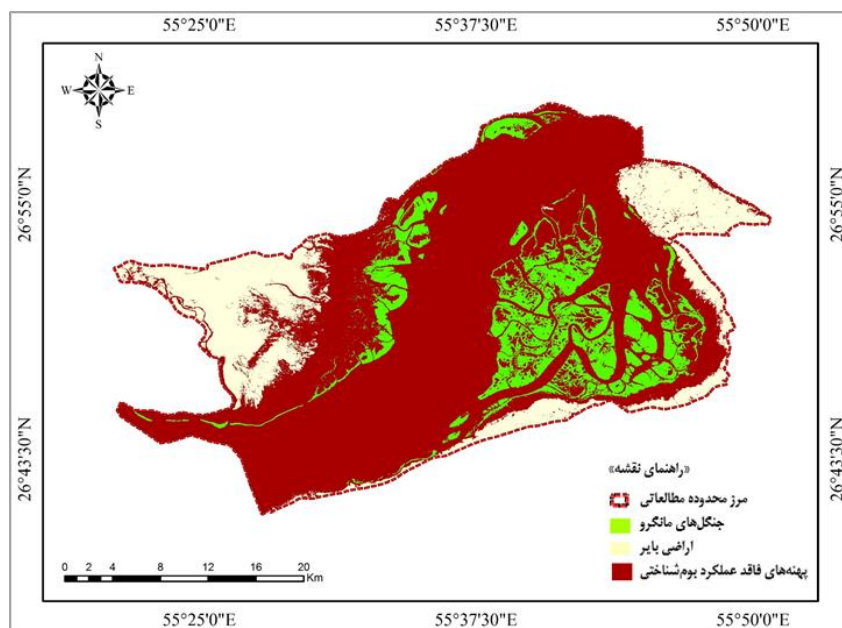 55°25'0"E 55°37'30"E 55°50'0"E
N
W E
S
26°55'0"N 26°55'0"N
26°43'30"N 26°43'30"N
«راهنمای نقشه»
مرز محدوده مطالعاتی
جنگل‌های مانگرو
اراضی بایر
پهنه‌های فاقد عملکرد بوم‌شناختی
0 2 4 8 12 16 20
Km
55°25'0"E 55°37'30"E 55°50'0"E